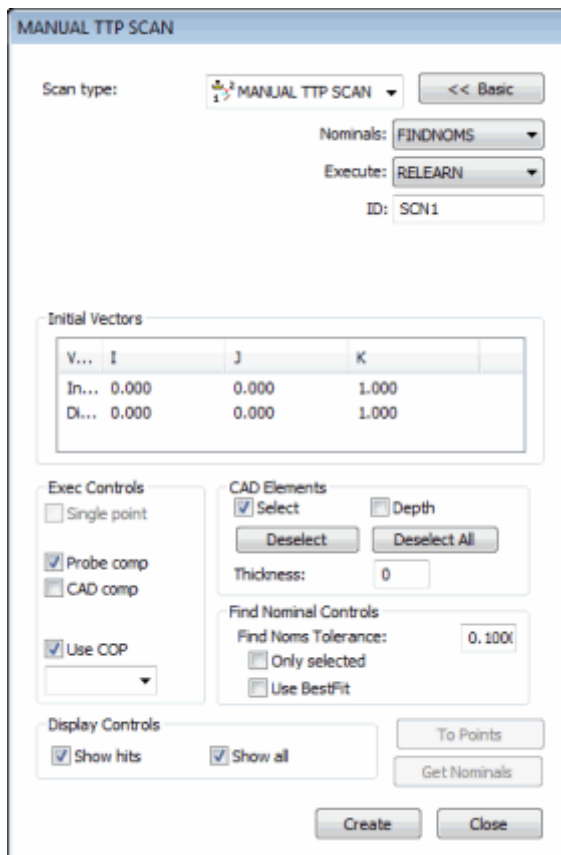 MANUAL TTP SCAN
Scan type: MANUAL TTP SCAN << Basic
Nominals: FINDNOMS
Execute: RELEARN
ID: SCN1
Initial Vectors
V... I J K
In... 0.000 0.000 1.000
Di... 0.000 0.000 1.000
Exec Controls
Single point
Probe comp
CAD comp
Use COP
CAD Elements
Select Depth
Deselect Deselect All
Thickness: 0
Find Nominal Controls
Find Noms Tolerance: 0.100
Only selected
Use BestFit
Display Controls
Show hits Show all
To Points
Get Nominals
Create Close